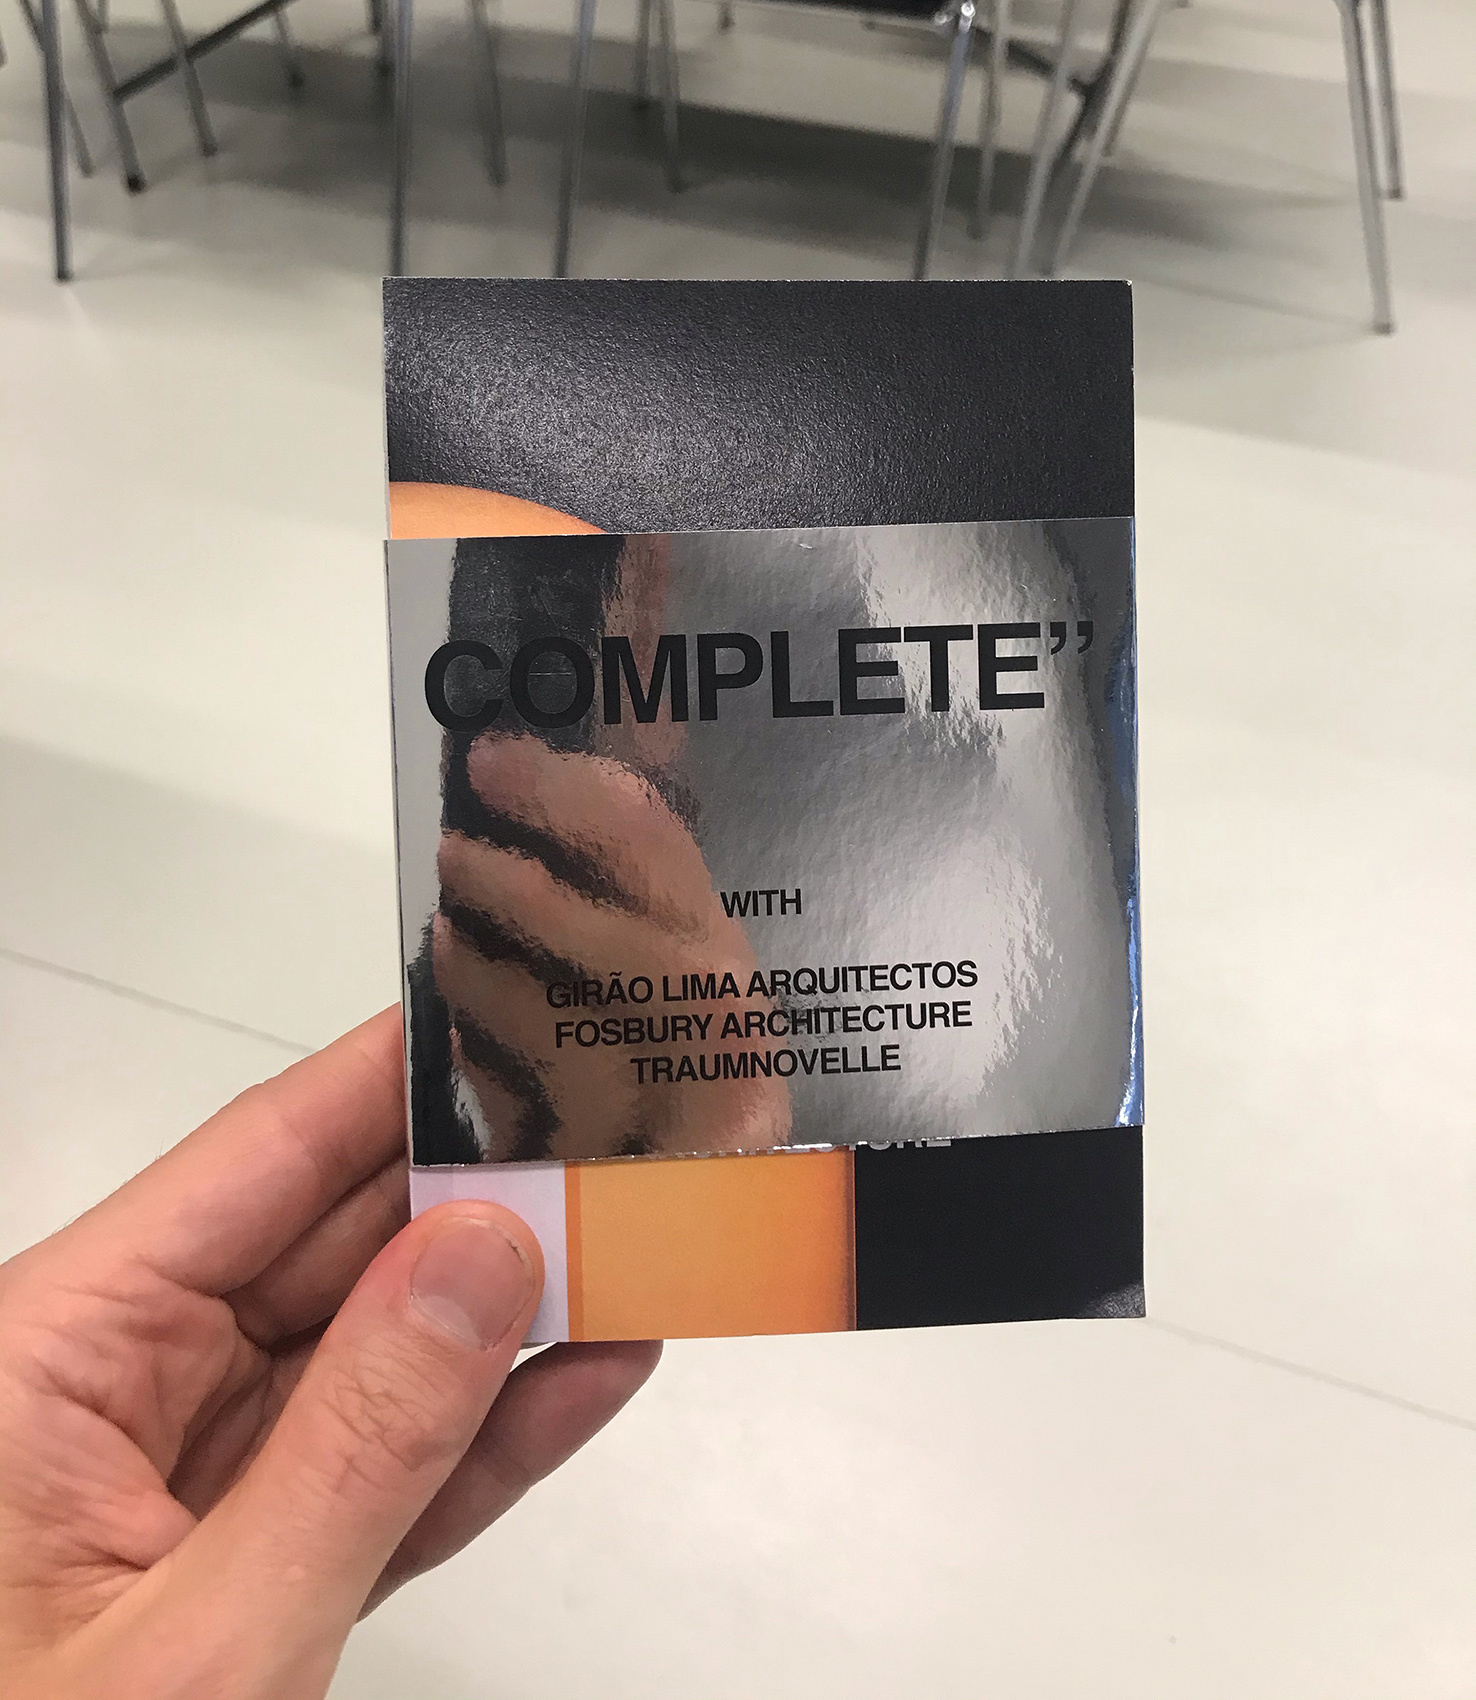 COMPLETE”
WITH
GIRÃO LIMA ARQUITECTOS
FOSBURY ARCHITECTURE
TRAUMNOVELLE